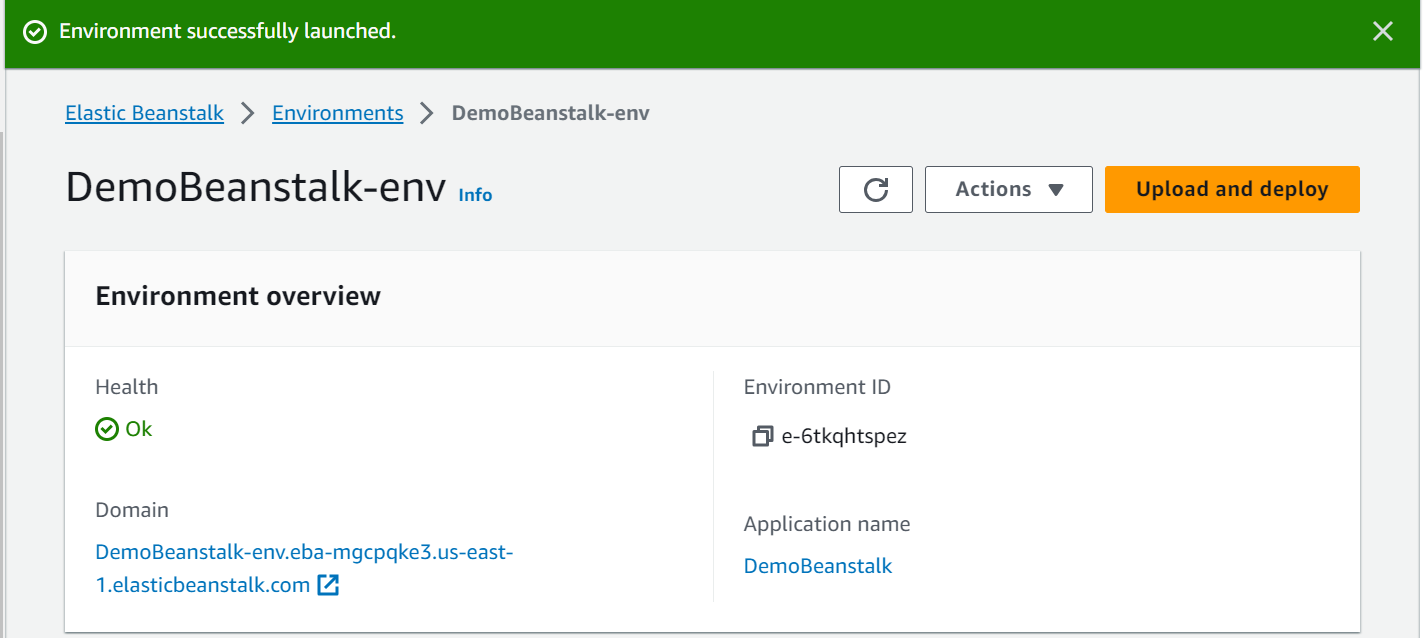 Environment successfully launched.
Elastic Beanstalk Environments DemoBeanstalk-env
DemoBeanstalk-env Info
Actions Upload and deploy
Environment overview
Health
Ok
Domain
DemoBeanstalk-env.eba-mgcpqke3.us-east-
1.elasticbeanstalk.com
Environment ID
e-6tkqhtspez
Application name
DemoBeanstalk